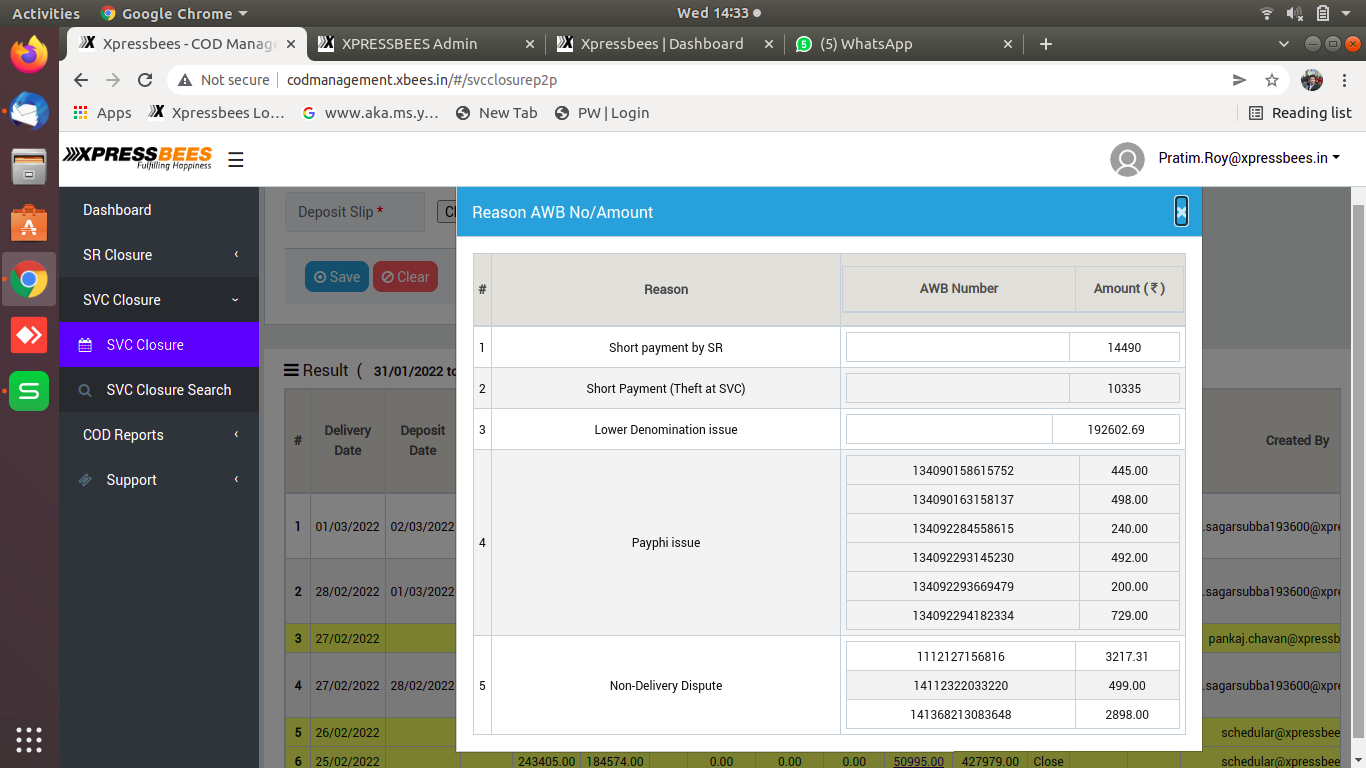 Activities Google Chrome Wed 14:33
Xpressbees - COD Manage XPRESSBEES Admin Xpressbees | Dashboard (5) WhatsApp
Not secure codmanagement.xbees.in/#/svcclosurep2p
Apps Xpressbees Lo... www.aka.ms.y... New Tab PW | Login Reading list
XPRESSBEES
Fulfilling Happiness
Pratim.Roy@xpressbees.in
Dashboard
SR Closure
SVC Closure
SVC Closure
SVC Closure Search
COD Reports
Support
Deposit Slip *
Save Clear
Result ( 31/01/2022 to
# Delivery Date Deposit Date Created By
1 01/03/2022 02/03/2022 .sagarsubba193600@xpre
2 28/02/2022 01/03/2022 .sagarsubba193600@xpre
3 27/02/2022 pankaj.chavan@xpressb
4 27/02/2022 28/02/2022 .sagarsubba193600@xpre
5 26/02/2022 schedular@xpressbee
6 25/02/2022 243405.00 184574.00 0.00 0.00 0.00 50995.00 427979.00 Close schedular@xpressbee
Reason AWB No/Amount
# Reason AWB Number Amount (₹)
1 Short payment by SR 14490
2 Short Payment (Theft at SVC) 10335
3 Lower Denomination issue 192602.69
4 Payphi issue
134090158615752 445.00
134090163158137 498.00
134092284558615 240.00
134092293145230 492.00
134092293669479 200.00
134092294182334 729.00
5 Non-Delivery Dispute
1112127156816 3217.31
14112322033220 499.00
141368213083648 2898.00